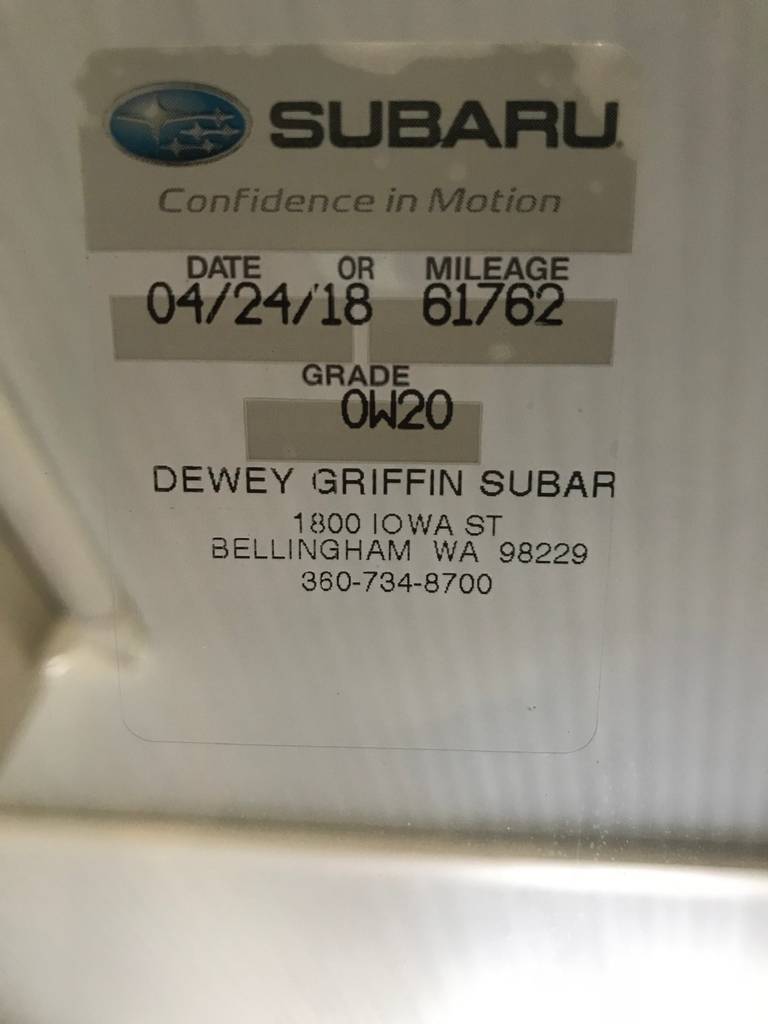 SUBARU
Confidence in Motion
DATE OR MILEAGE
04/24/'18 61762
GRADE
0W20
DEWEY GRIFFIN SUBAR
1800 IOWA ST
BELLINGHAM WA 98229
360-734-8700